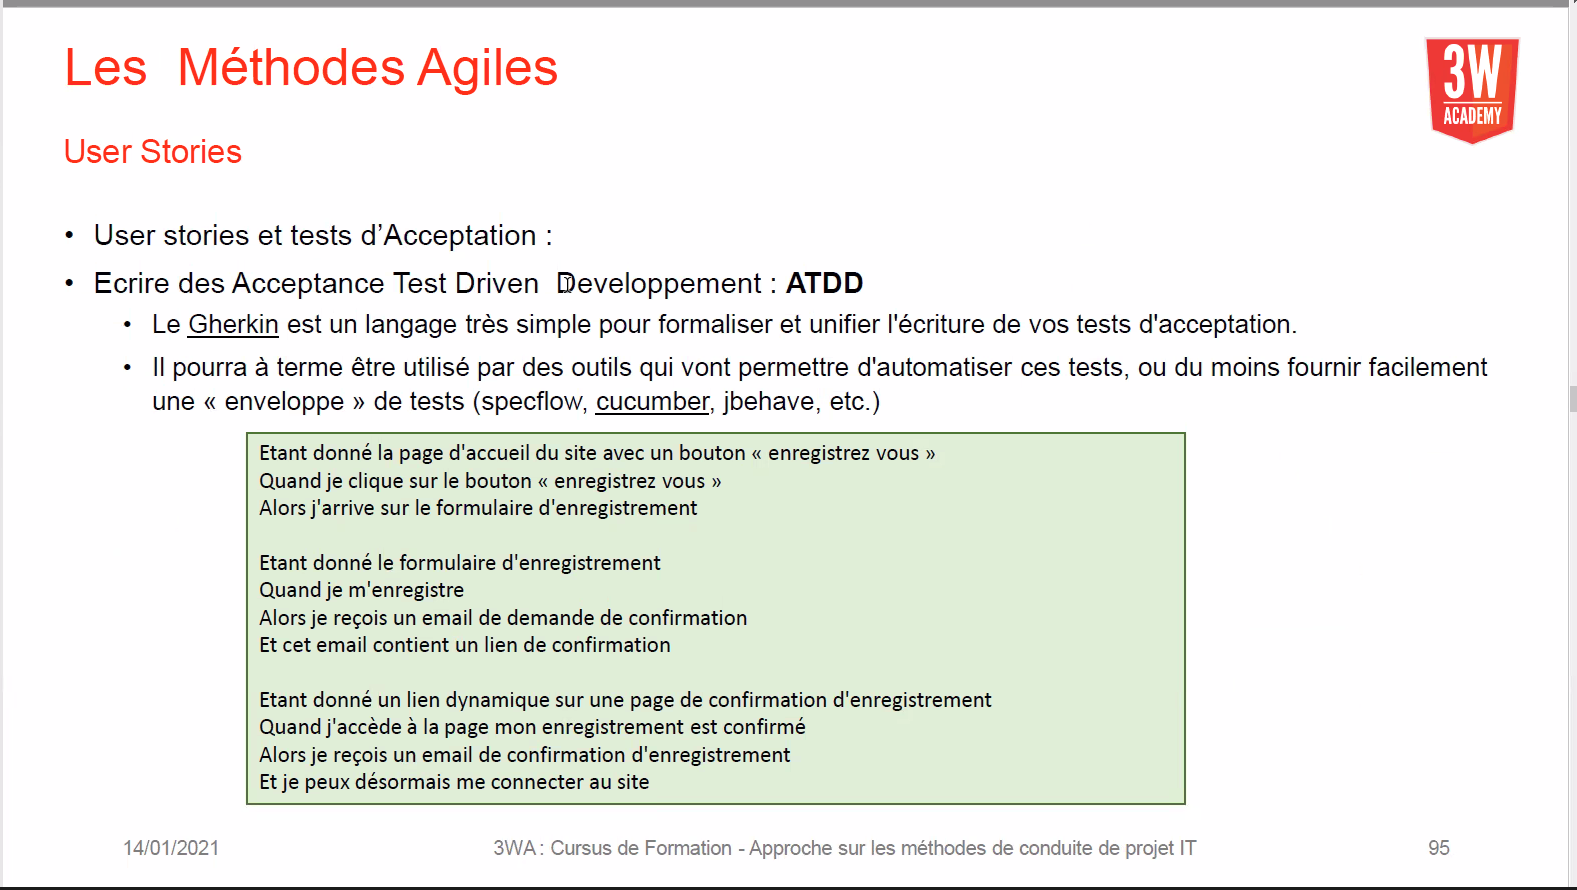 Les Méthodes Agiles
3W
ACADEMY
User Stories
• User stories et tests d'Acceptation :
• Ecrire des Acceptance Test Driven Developpement : ATDD
• Le Gherkin est un langage très simple pour formaliser et unifier l'écriture de vos tests d'acceptation.
• Il pourra à terme être utilisé par des outils qui vont permettre d'automatiser ces tests, ou du moins fournir facilement
une « enveloppe » de tests (specflow, cucumber, jbehave, etc.)
Etant donné la page d'accueil du site avec un bouton « enregistrez vous »
Quand je clique sur le bouton « enregistrez vous »
Alors j'arrive sur le formulaire d'enregistrement
Etant donné le formulaire d'enregistrement
Quand je m'enregistre
Alors je reçois un email de demande de confirmation
Et cet email contient un lien de confirmation
Etant donné un lien dynamique sur une page de confirmation d'enregistrement
Quand j'accède à la page mon enregistrement est confirmé
Alors je reçois un email de confirmation d'enregistrement
Et je peux désormais me connecter au site
14/01/2021
3WA : Cursus de Formation - Approche sur les méthodes de conduite de projet IT
95